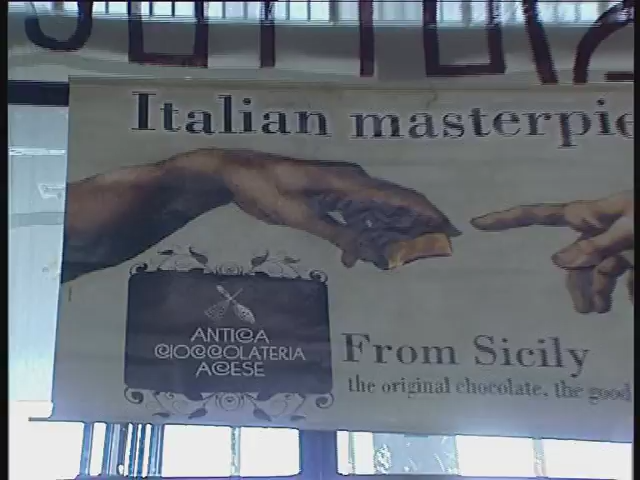 Italian masterpie
ANTICA
CIOCCOLATERIA
ACESE
From Sicily
the original chocolate, the good